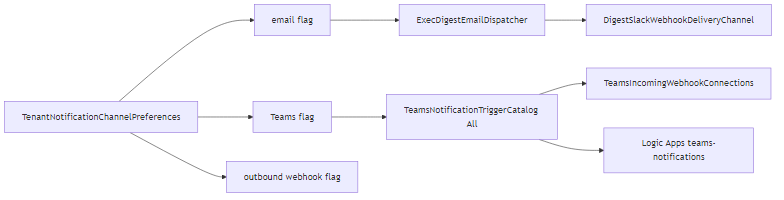 email flag
ExecDigestEmailDispatcher
DigestSlackWebhookDeliveryChannel
TenantNotificationChannelPreferences
Teams flag
TeamsNotificationTriggerCatalog
All
TeamsIncomingWebhookConnections
Logic Apps teams-
notifications
outbound webhook flag